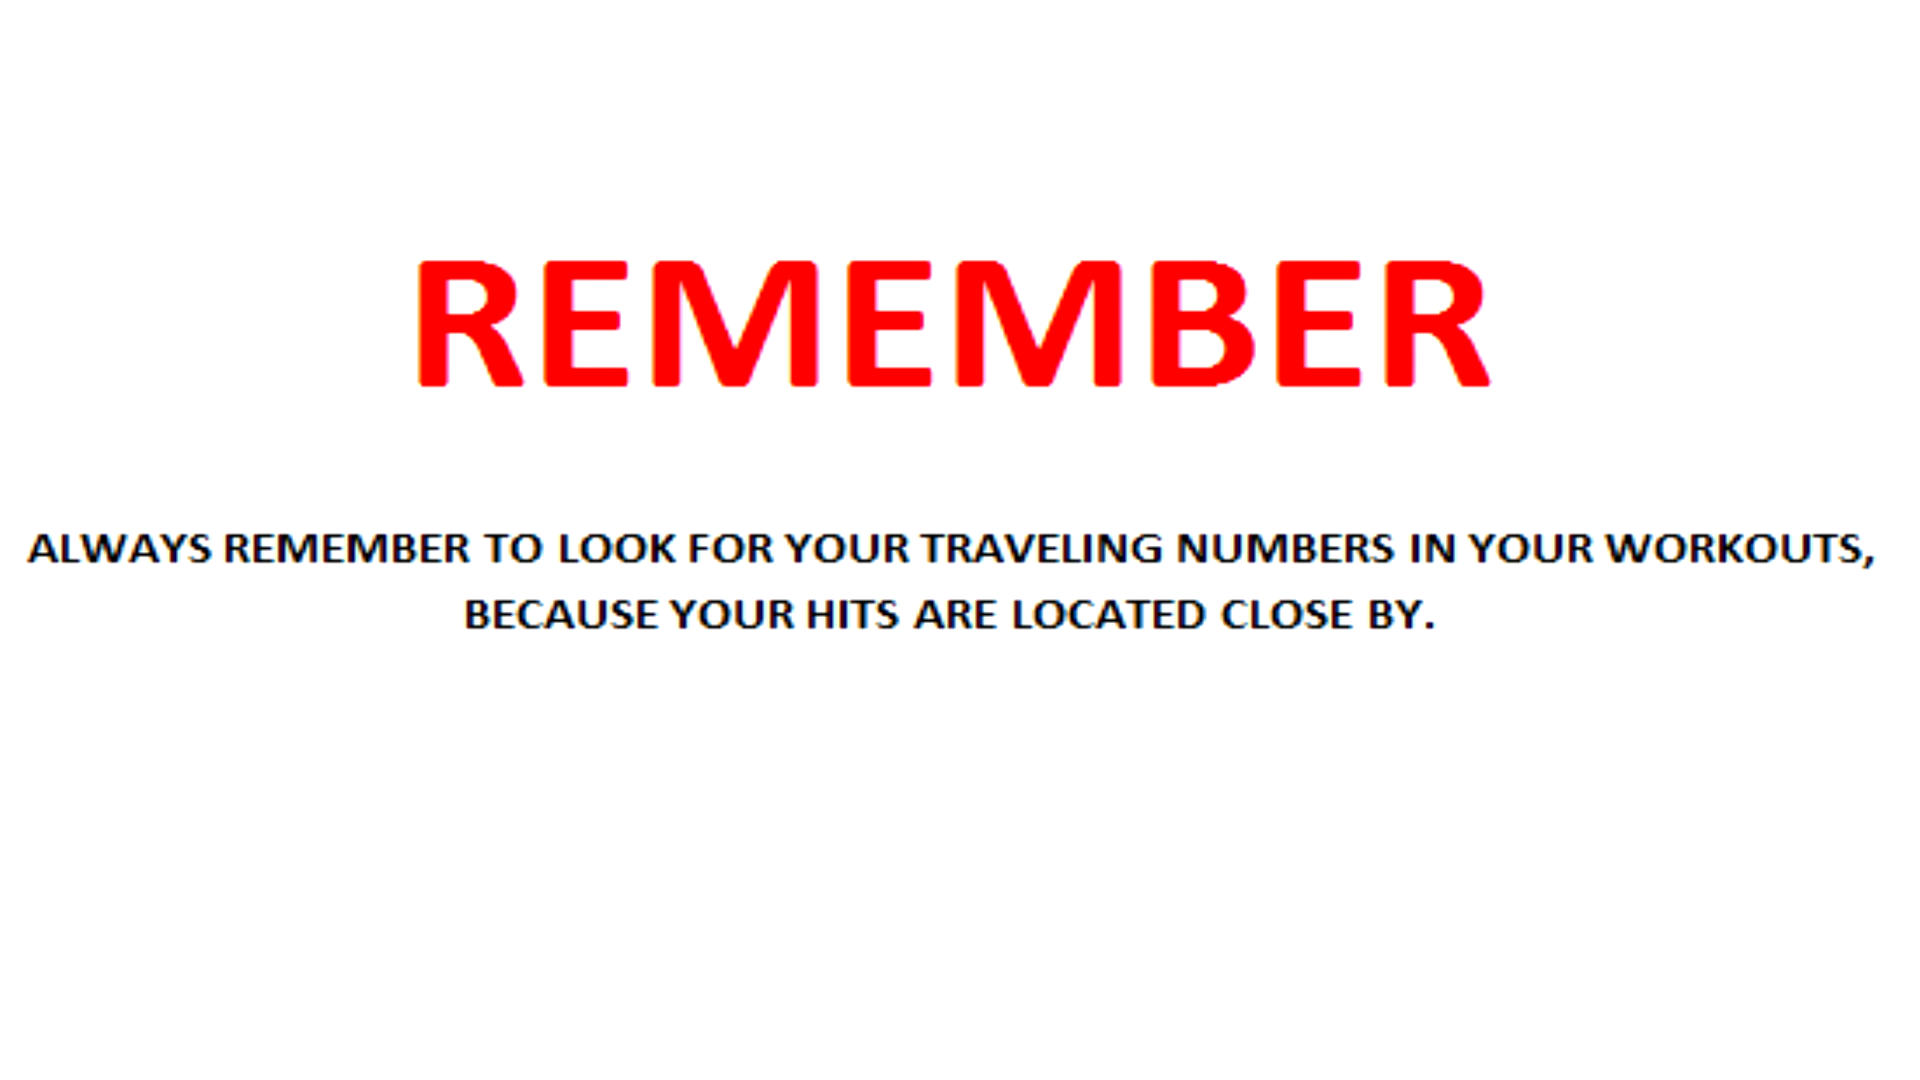 REMEMBER
ALWAYS REMEMBER TO LOOK FOR YOUR TRAVELING NUMBERS IN YOUR WORKOUTS,
BECAUSE YOUR HITS ARE LOCATED CLOSE BY.